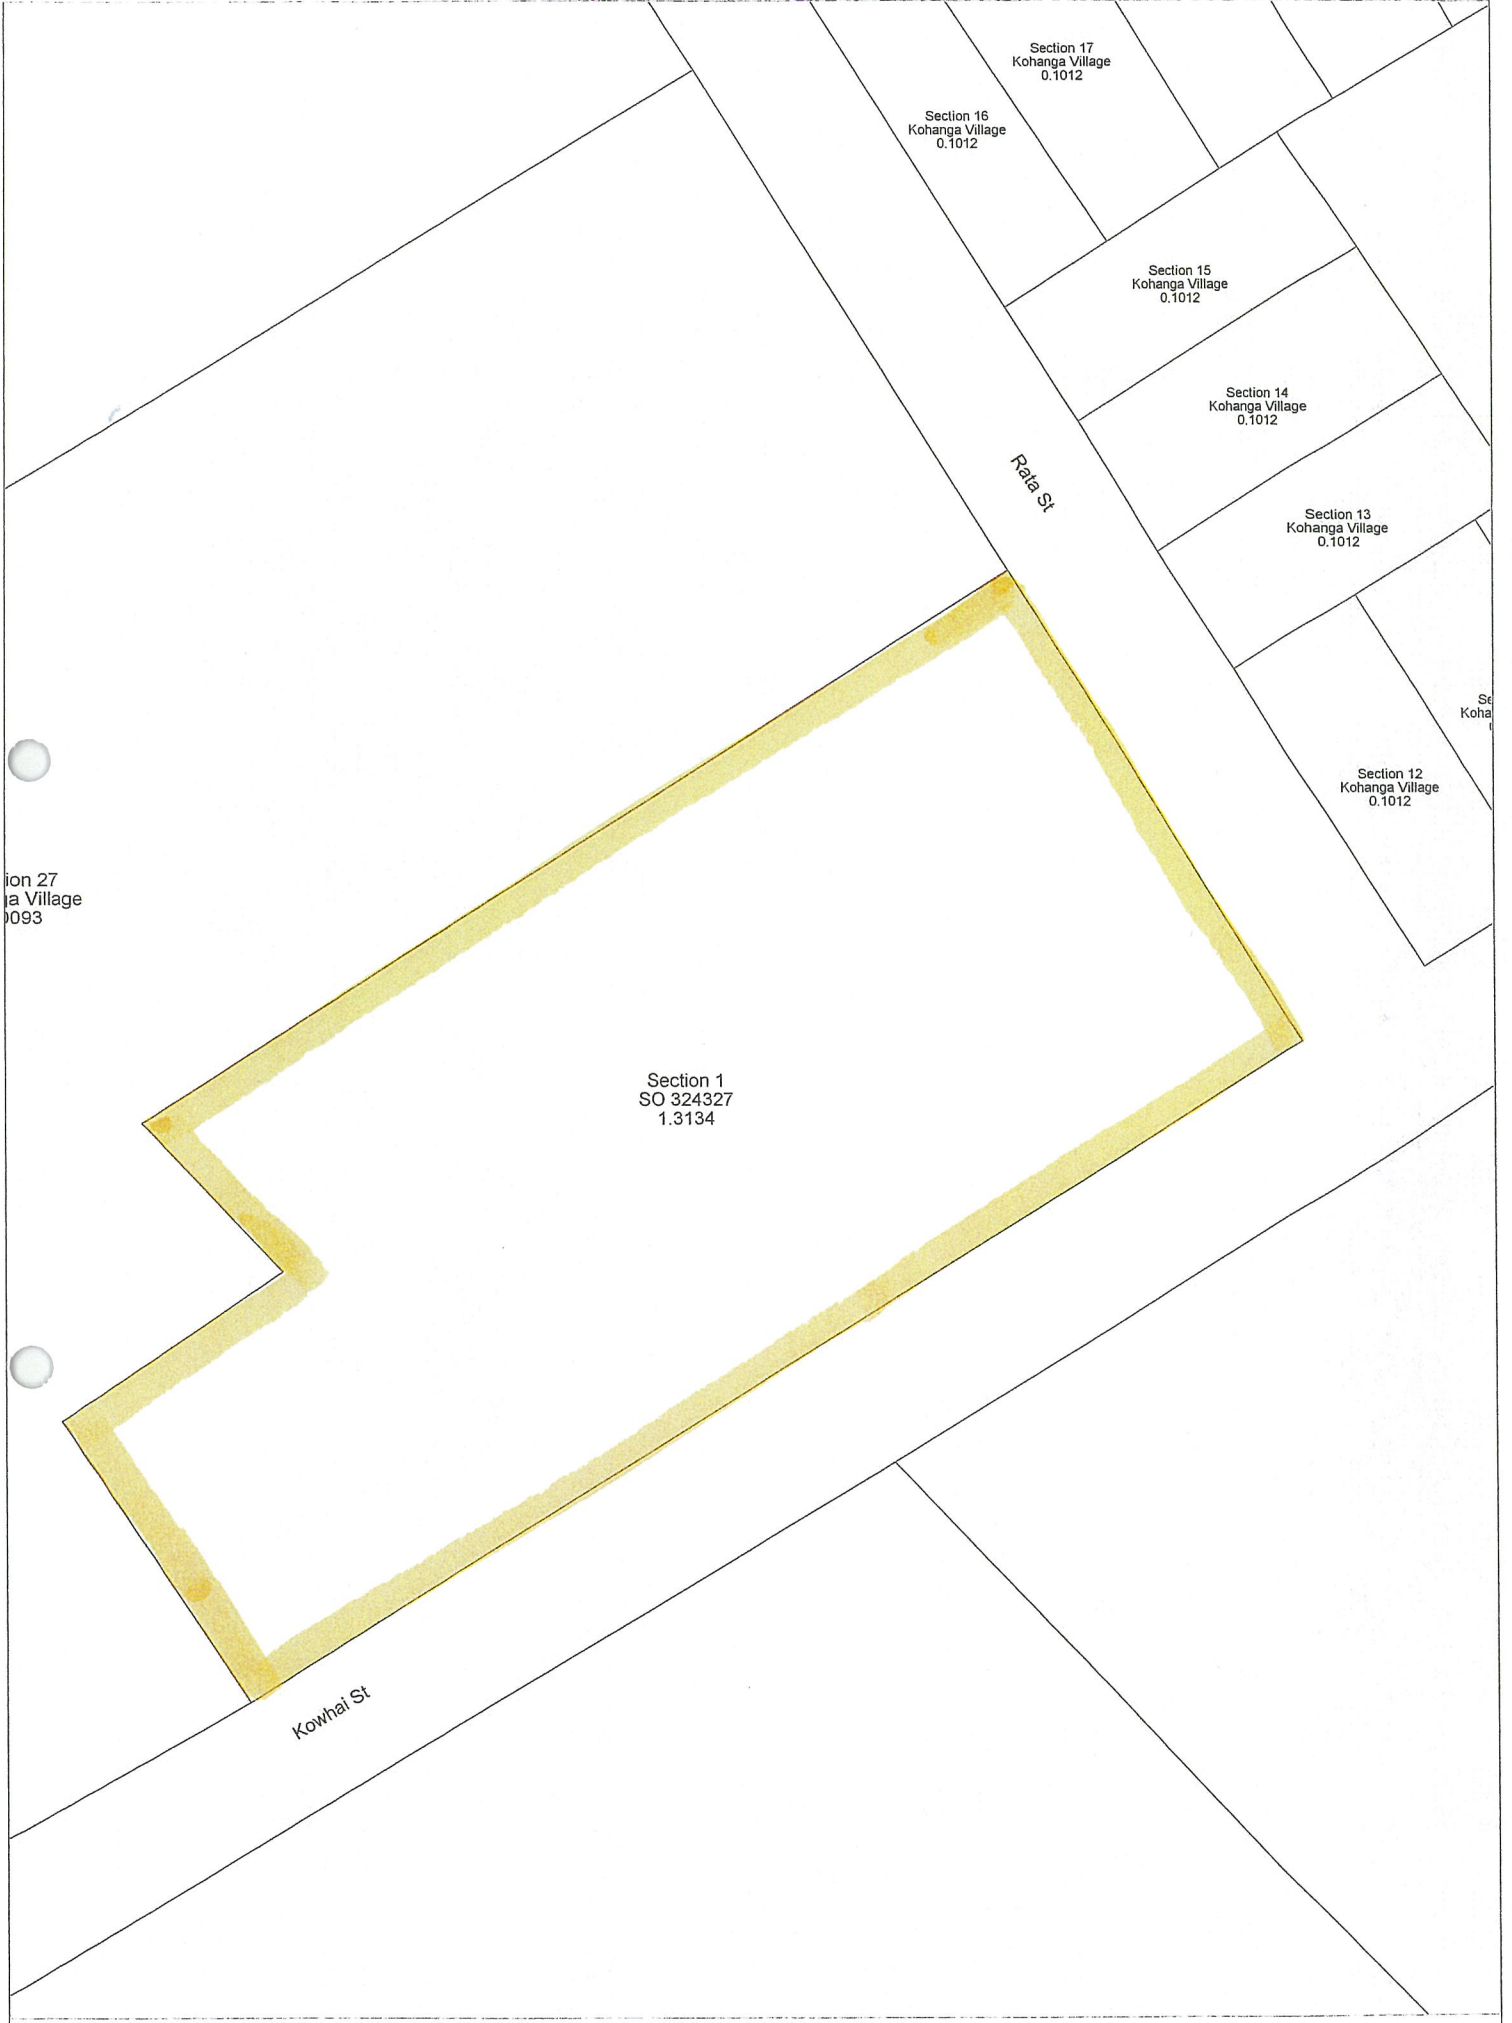 Section 17
Kohanga Village
0.1012
Section 16
Kohanga Village
0.1012
Section 15
Kohanga Village
0.1012
Section 14
Kohanga Village
0.1012
Rata St
Section 13
Kohanga Village
0.1012
Se
Koha
Section 12
Kohanga Village
0.1012
ion 27
a Village
093
Section 1
SO 324327
1.3134
Kowhai St